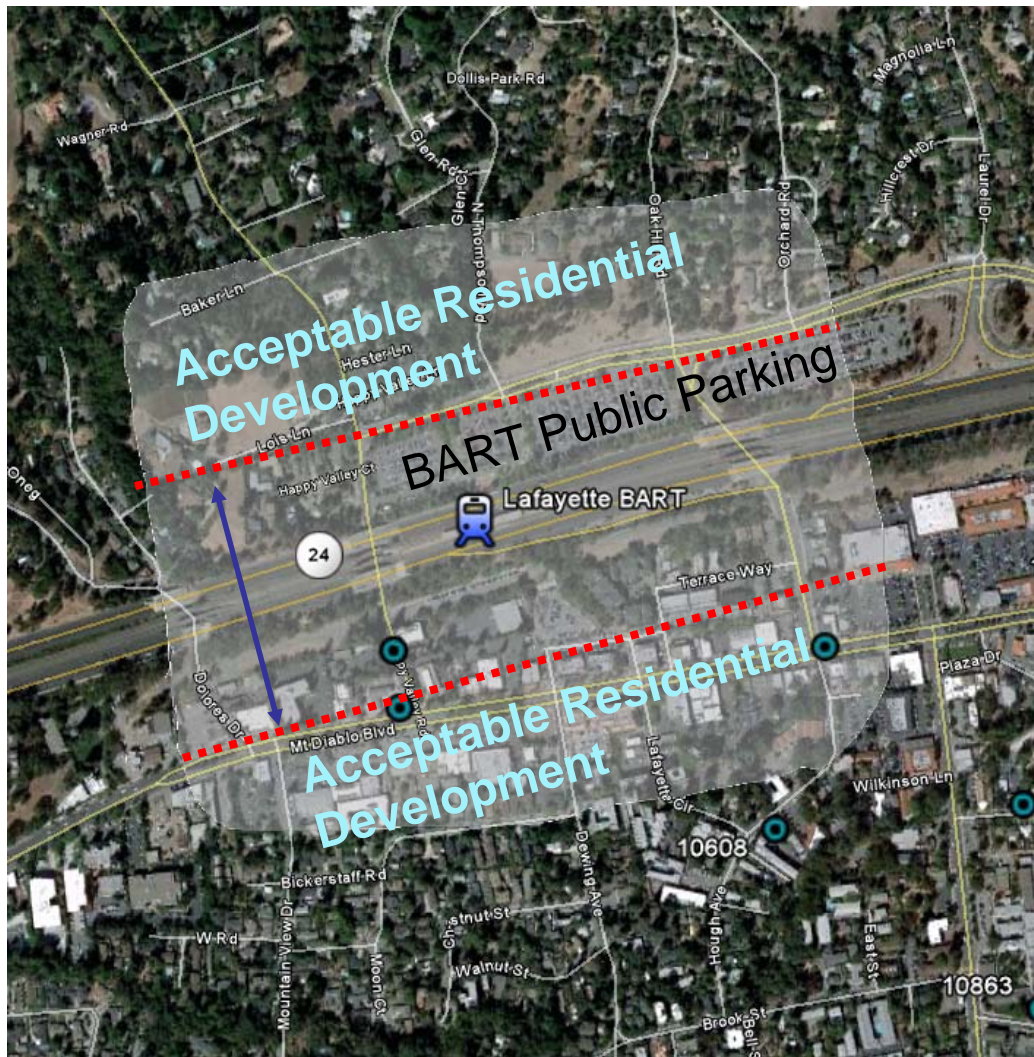 Dollis Park Rd
Magnolia Ln
Wagner Rd
Glen Rd
Glen Ct
N Thompson Rd
Hillcrest Dr
Laurel Dr
Oak Hill Rd
Orchard Rd
Baker Ln
Acceptable Residential
Development
Hester Ln
Lois Ln
BART Public Parking
Happy Valley Ct
Lafayette BART
24
Terrace Way
Dolores Dr
Mt Diablo Blvd
Plaza Dr
Acceptable Residential
Development
Lafayette Cir
Wilkinson Ln
10608
Bickerstaff Rd
Dewing Ave
Hough Ave
Mountain View Dr
W Rd
Moon Ct
Walnut St
East St
10863
Brook St